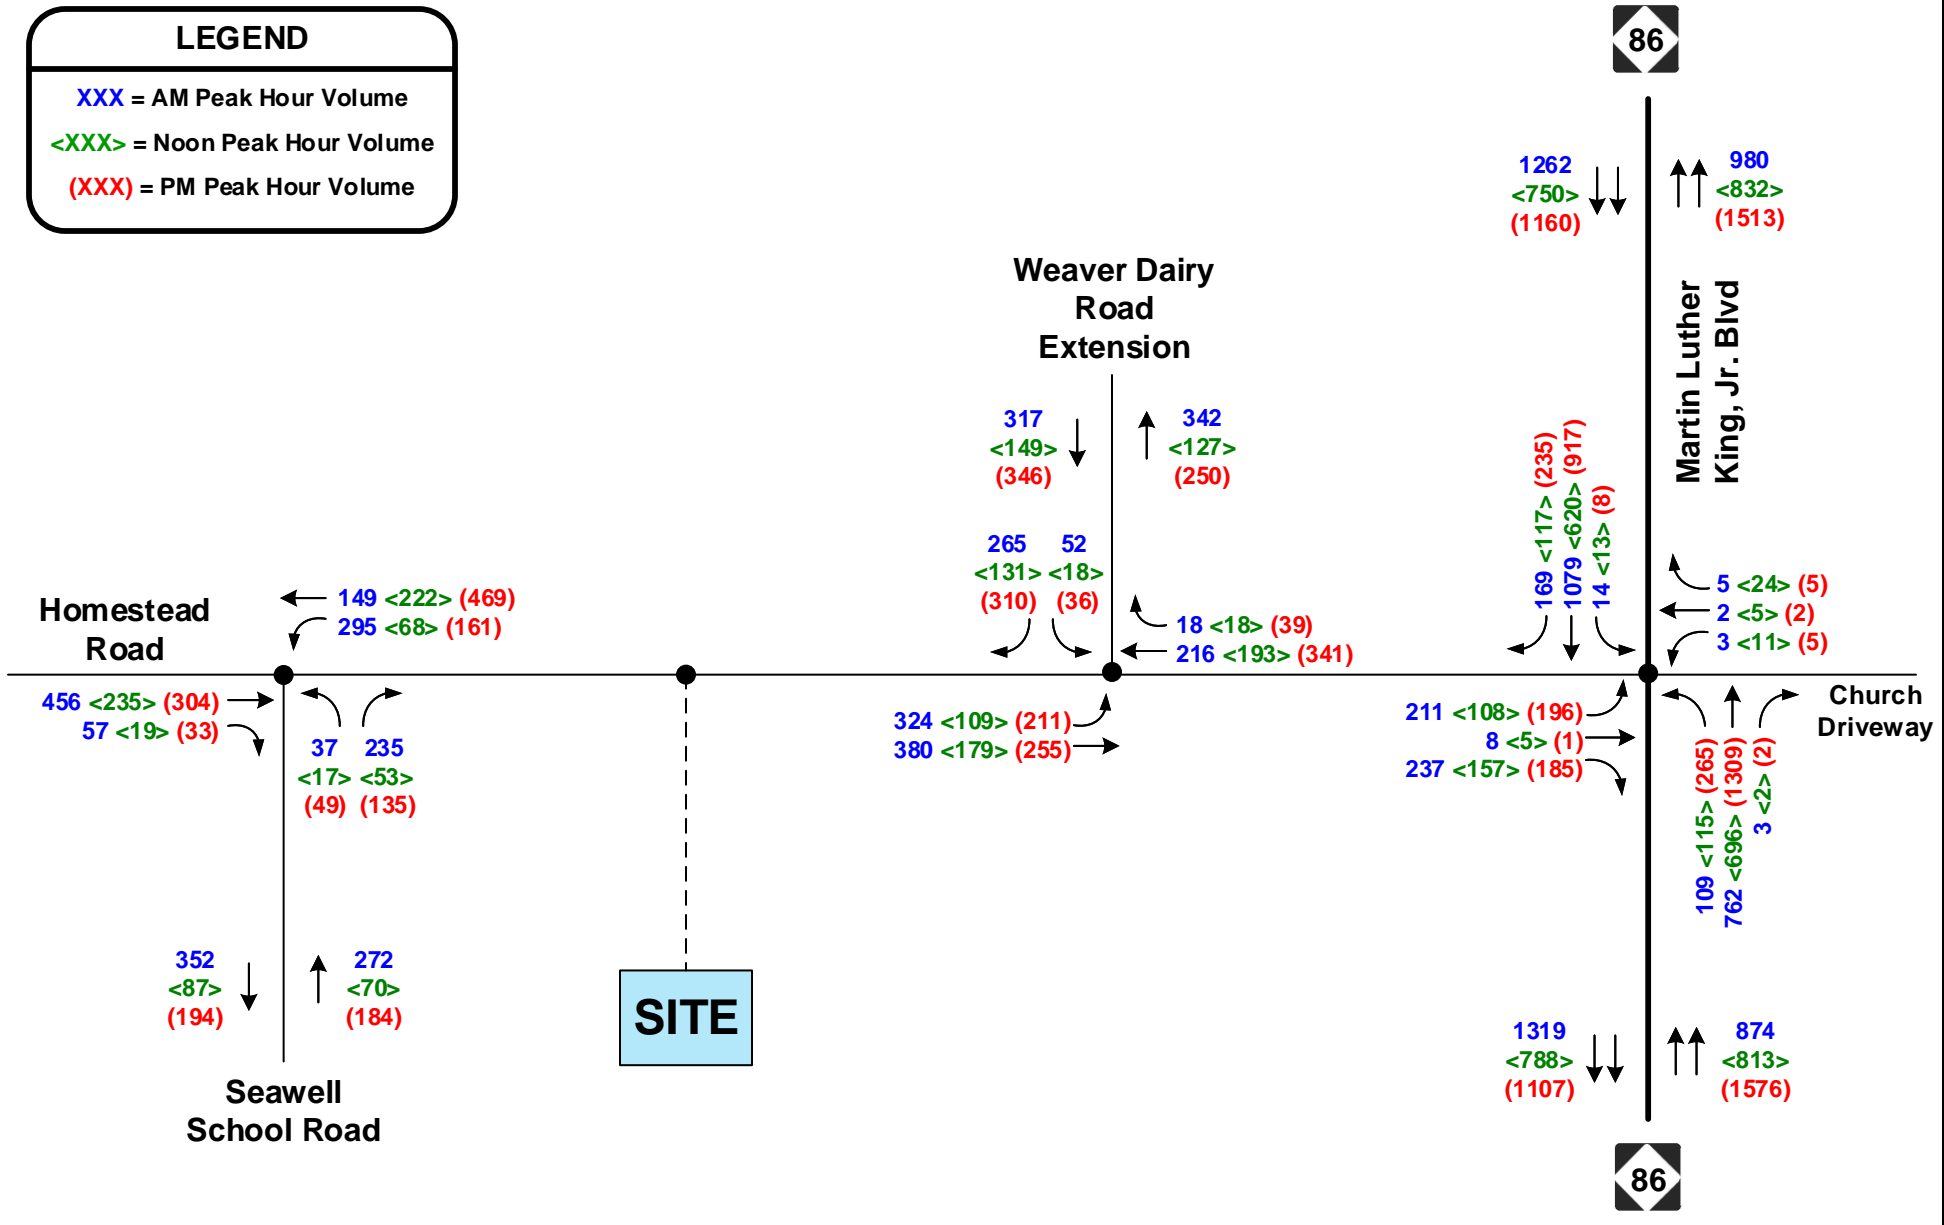 LEGEND
XXX = AM Peak Hour Volume
<XXX> = Noon Peak Hour Volume
(XXX) = PM Peak Hour Volume
86
1262
<750>
(1160)
980
<832>
(1513)
Martin Luther
King, Jr. Blvd
Weaver Dairy
Road
Extension
317
<149>
(346)
342
<127>
(250)
265
<131>
(310)
52
<18>
(36)
18 <18> (39)
216 <193> (341)
324 <109> (211)
380 <179> (255)
169 <117> (235)
1079 <620> (917)
14 <13> (8)
5 <24> (5)
2 <5> (2)
3 <11> (5)
Church
Driveway
211 <108> (196)
8 <5> (1)
237 <157> (185)
109 <115> (265)
762 <696> (1309)
3 <2> (2)
Homestead
Road
149 <222> (469)
295 <68> (161)
456 <235> (304)
57 <19> (33)
37
<17>
(49)
235
<53>
(135)
352
<87>
(194)
272
<70>
(184)
Seawell
School Road
SITE
1319
<788>
(1107)
874
<813>
(1576)
86